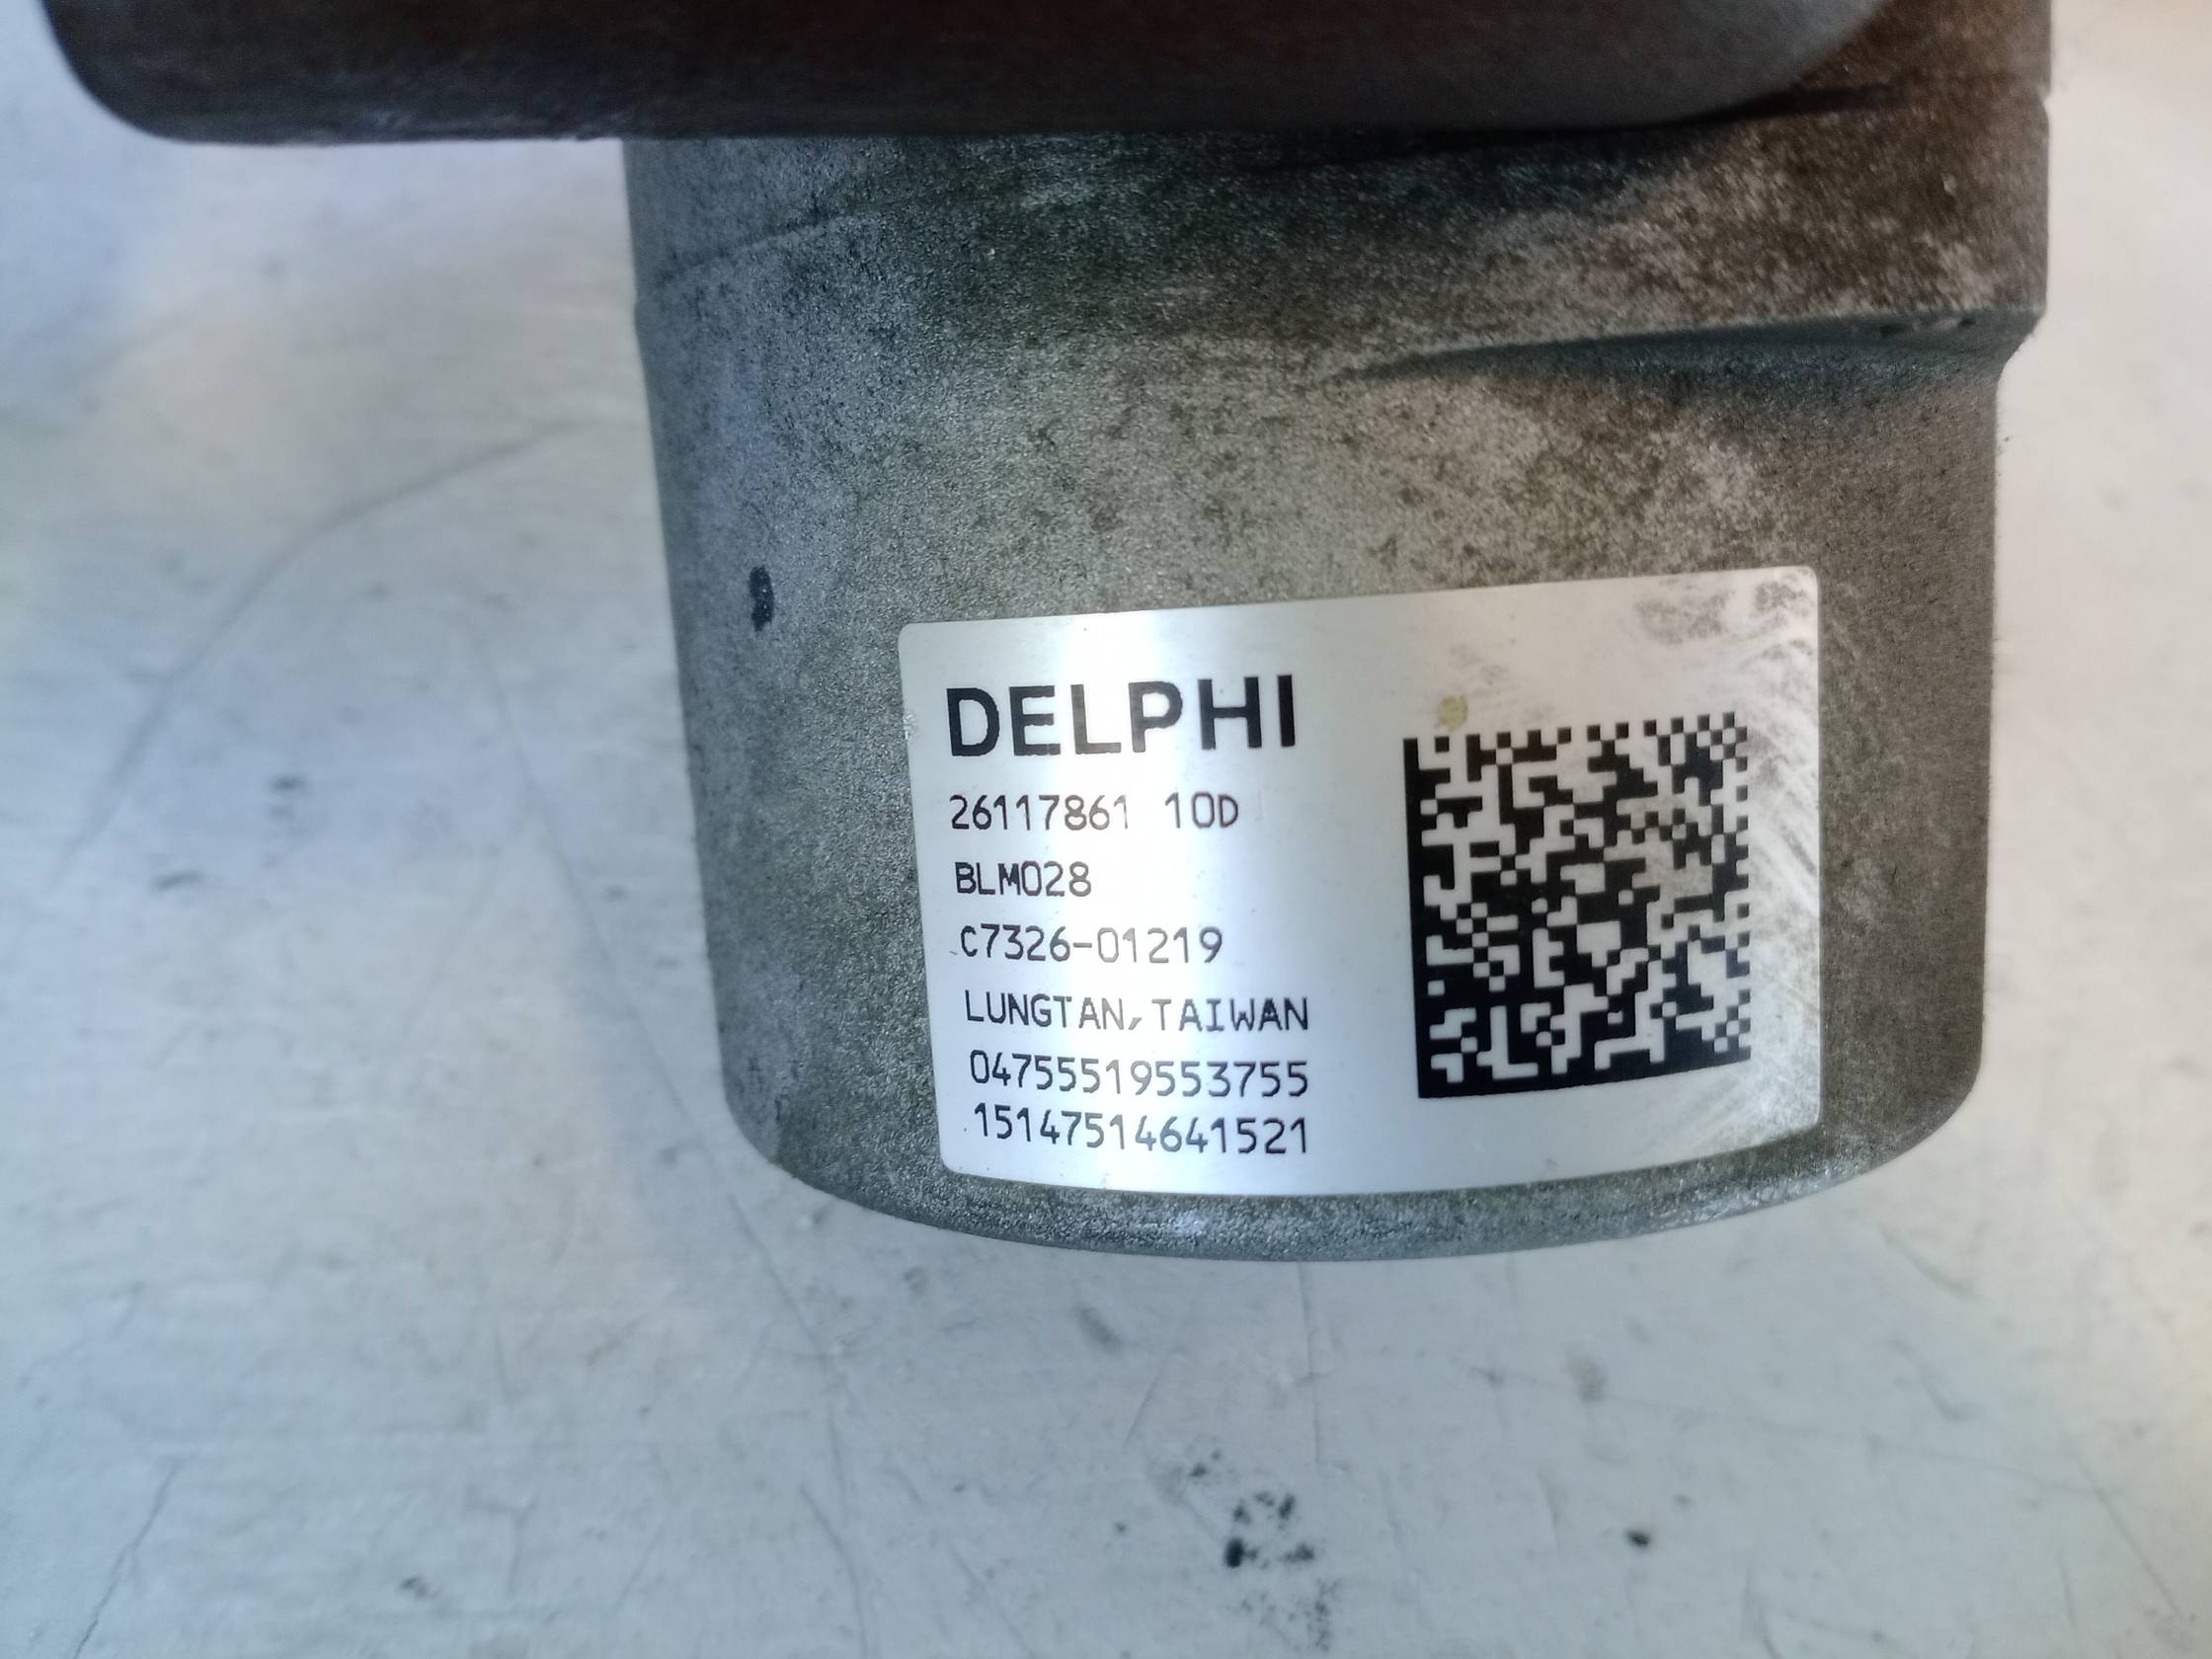 DELPHI
26117861 10D
BLM028
C7326-01219
LUNGTAN,TAIWAN
04755519553755
15147514641521